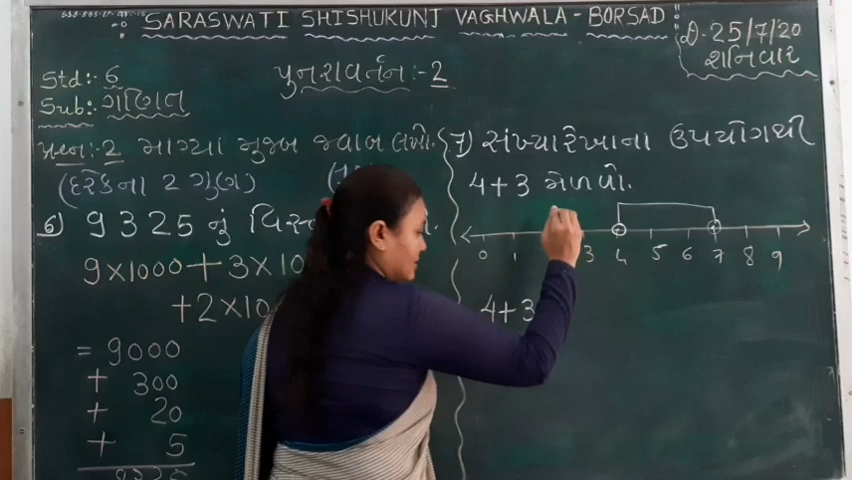 SARASWATI SHISHUKUNJ VAGHWALA - BORSAD
તા.25/7/'20
શનિવાર
Std:- 6
પુનરાવર્તન:-2
Sub:- ગણિત
પ્રશ્ન:-2 માગ્યા મુજબ જવાબ લખો.
(દરેકના 2 ગુણ)
6) 9325 નું
9×1000+3×10
+2×10
= 9000
+ 300
+ 20
+ 5
7) સંખ્યારેખાના ઉપયોગથી
4+3 મેળવો.
0 1 3 4 5 6 7 8 9
4+3